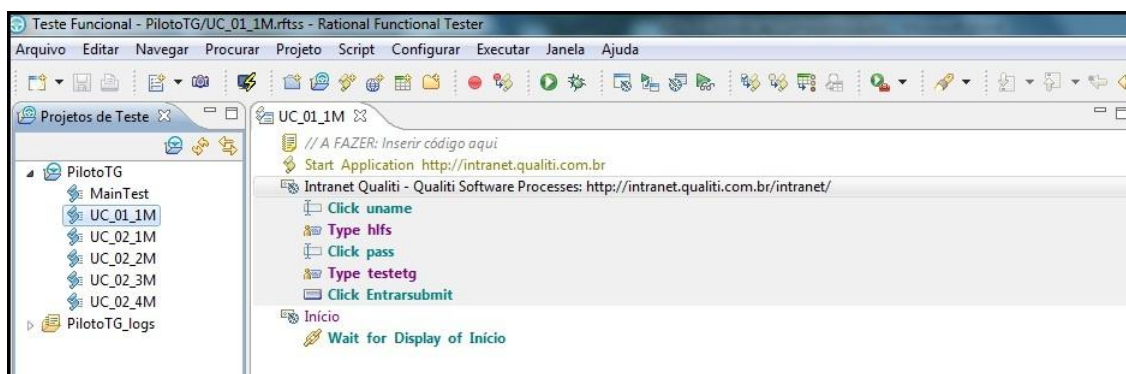 Teste Funcional - PilotoTG/UC_01_1M.rftss - Rational Functional Tester
Arquivo Editar Navegar Procurar Projeto Script Configurar Executar Janela Ajuda
Projetos de Teste
UC_01_1M
PilotoTG
MainTest
UC_01_1M
UC_02_1M
UC_02_2M
UC_02_3M
UC_02_4M
PilotoTG_logs
// A FAZER: Inserir código aqui
Start Application http://intranet.qualiti.com.br
Intranet Qualiti - Qualiti Software Processes: http://intranet.qualiti.com.br/intranet/
Click uname
Type hlfs
Click pass
Type testetg
Click Entrarsubmit
Início
Wait for Display of Início